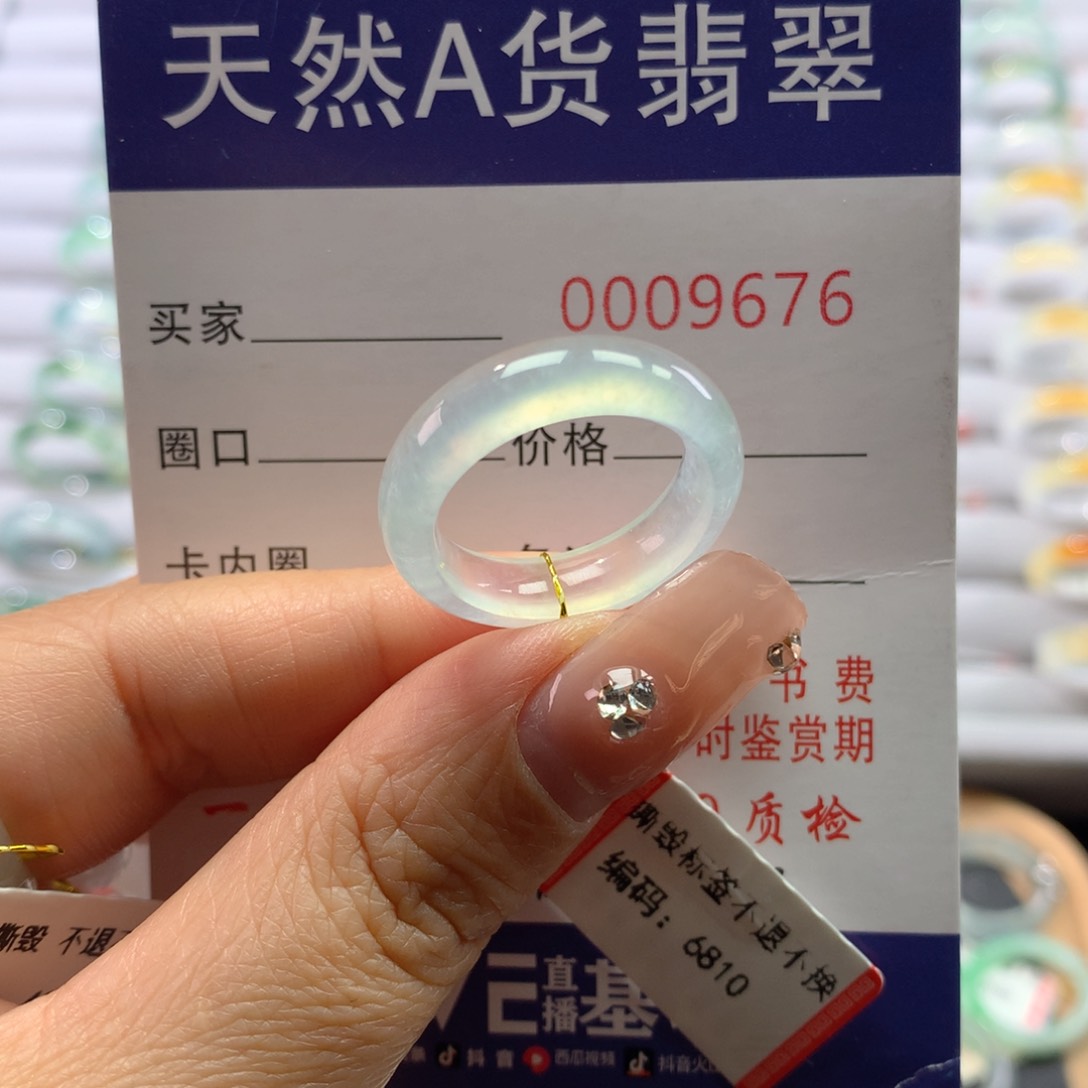 天然A货翡翠
买家 0009676
圈口 价格
卡内圈
书费
时鉴赏期
质检
撕毁标签不退不换
编码：6810
撕毁 不退
直播基
抖音 西瓜视频 抖音火